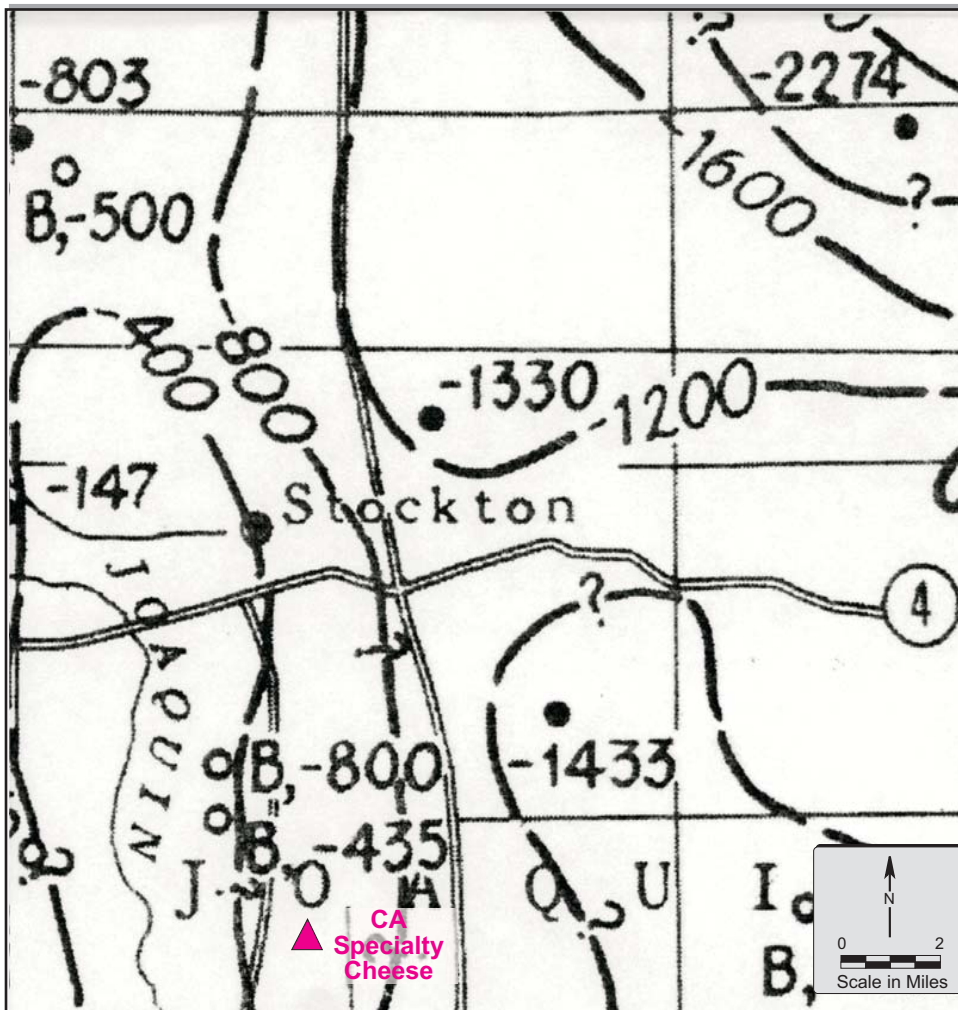 ?
-803
-2274
B,-500
-1600
?
400
800
-1330
-1200
-147
Stockton
?
4
?
JOAQUIN
B,-800
-1433
B,-435
?
J O A Q U I
?
?
B,
CA
Specialty
Cheese
N
0 2
Scale in Miles